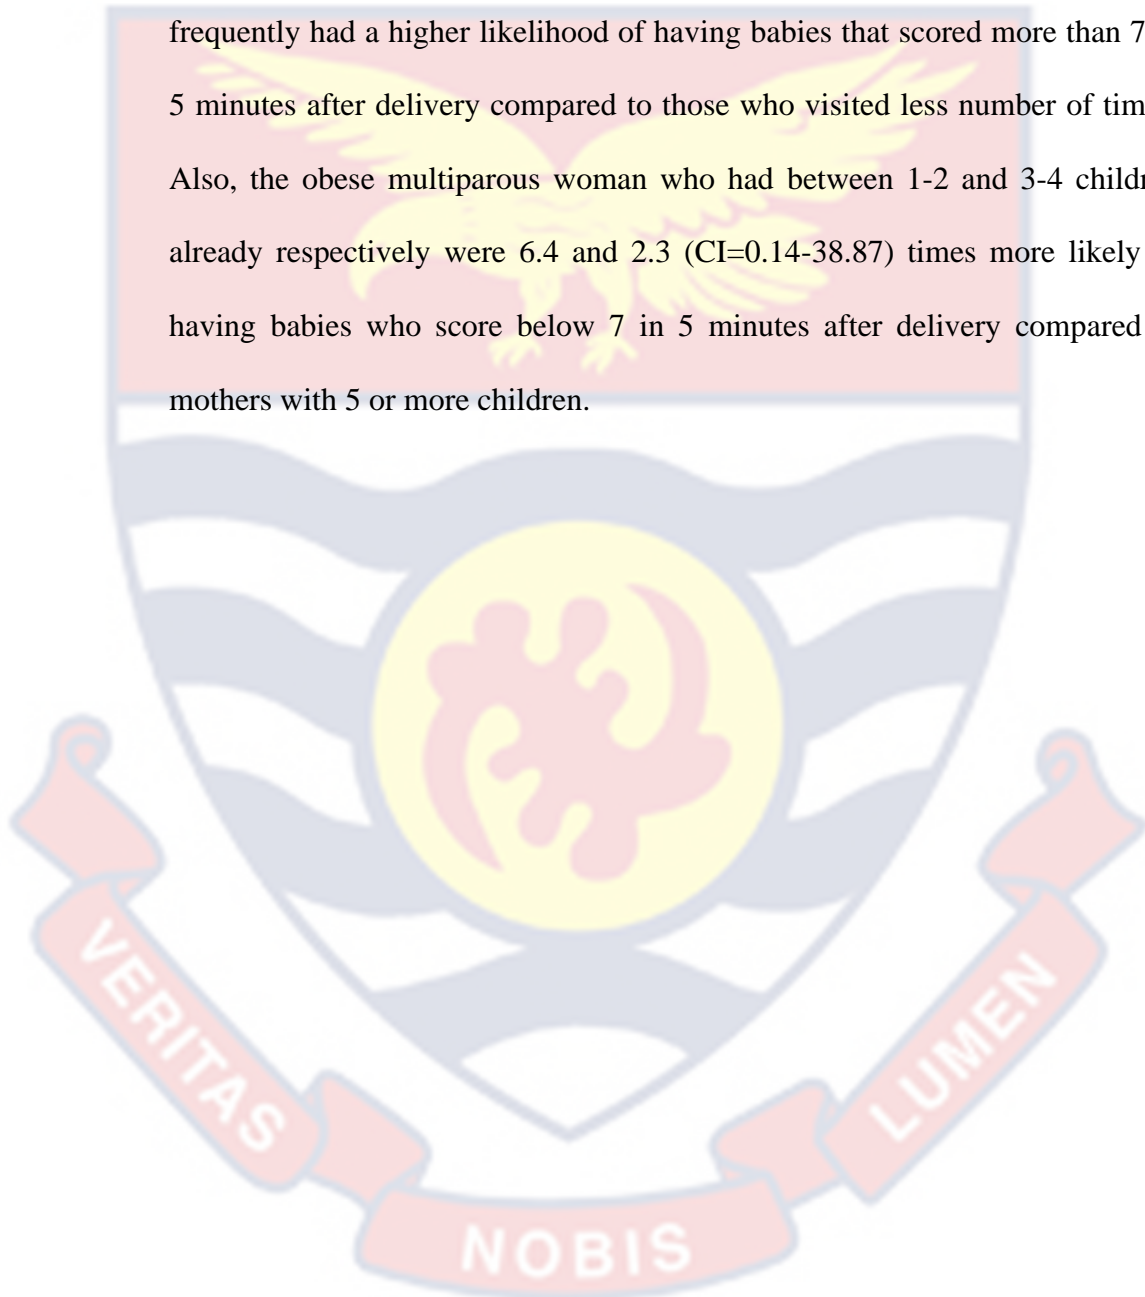 frequently had a higher likelihood of having babies that scored more than 7
5 minutes after delivery compared to those who visited less number of tim
Also, the obese multiparous woman who had between 1-2 and 3-4 childr
already respectively were 6.4 and 2.3 (CI=0.14-38.87) times more likely
having babies who score below 7 in 5 minutes after delivery compared
mothers with 5 or more children.
VERITAS
NOBIS
LUMEN